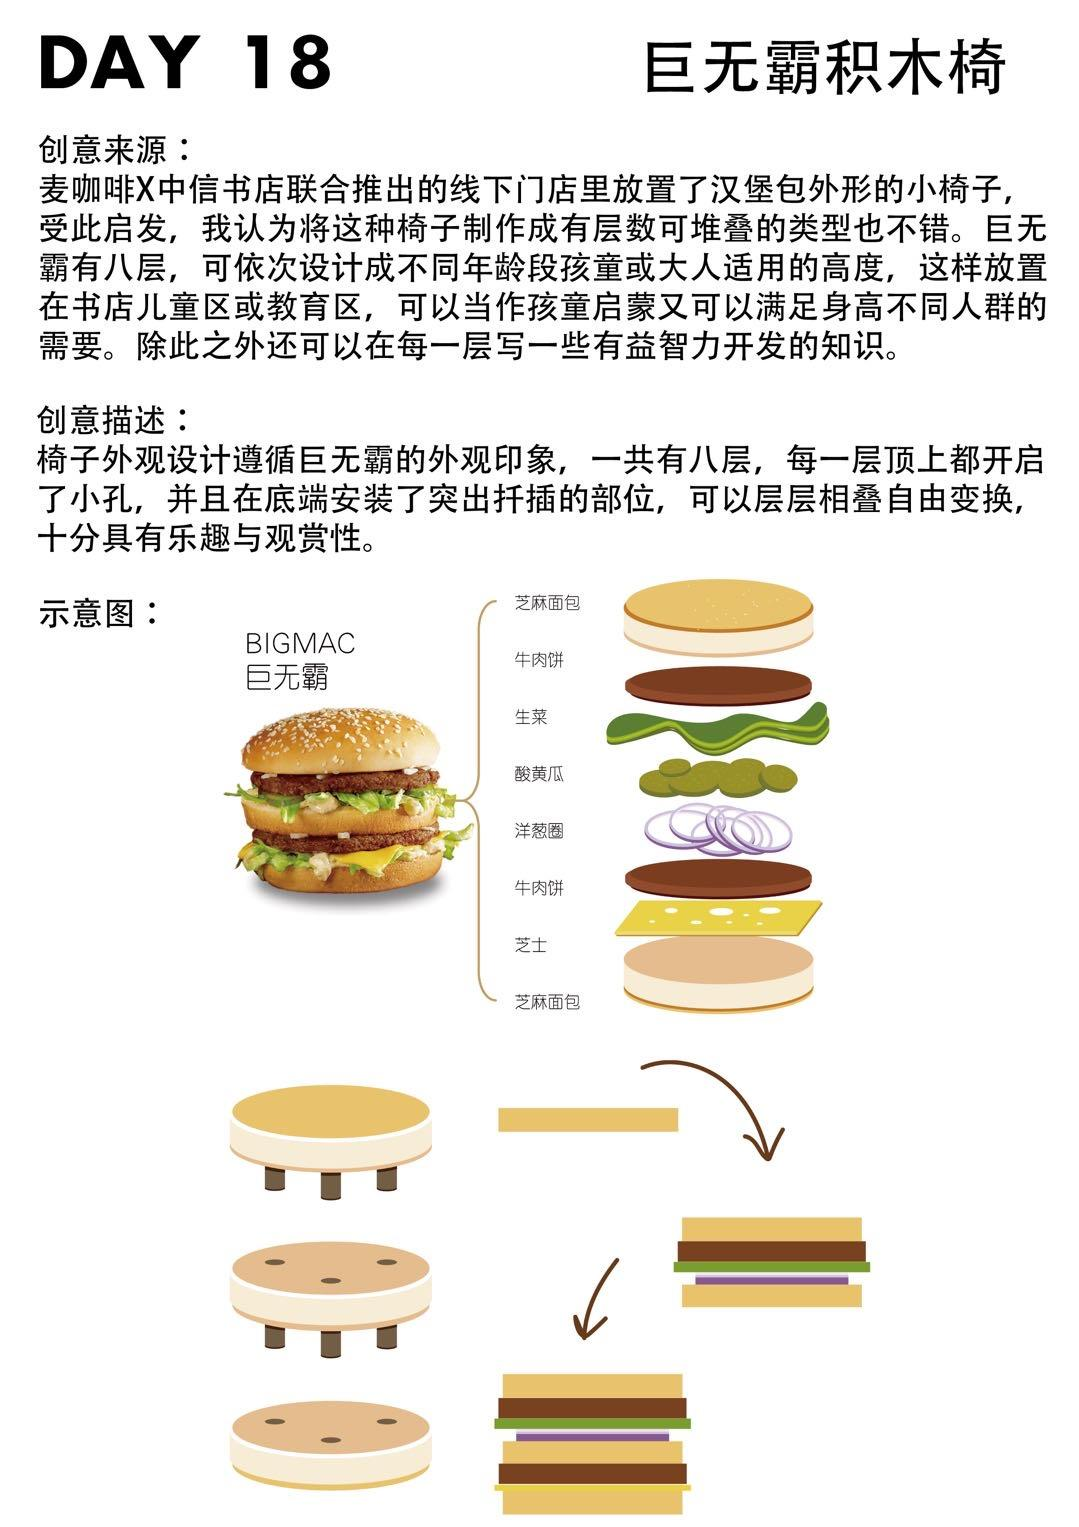 DAY 18
巨无霸积木椅
创意来源：
麦咖啡X中信书店联合推出的线下门店里放置了汉堡包外形的小椅子，
受此启发，我认为将这种椅子制作成有层数可堆叠的类型也不错。巨无
霸有八层，可依次设计成不同年龄段孩童或大人适用的高度，这样放置
在书店儿童区或教育区，可以当作孩童启蒙又可以满足身高不同人群的
需要。除此之外还可以在每一层写一些有益智力开发的知识。
创意描述：
椅子外观设计遵循巨无霸的外观印象，一共有八层，每一层顶上都开启
了小孔，并且在底端安装了突出扦插的部位，可以层层相叠自由变换，
十分具有乐趣与观赏性。
示意图：
BIGMAC
巨无霸
芝麻面包
牛肉饼
生菜
酸黄瓜
洋葱圈
牛肉饼
芝士
芝麻面包